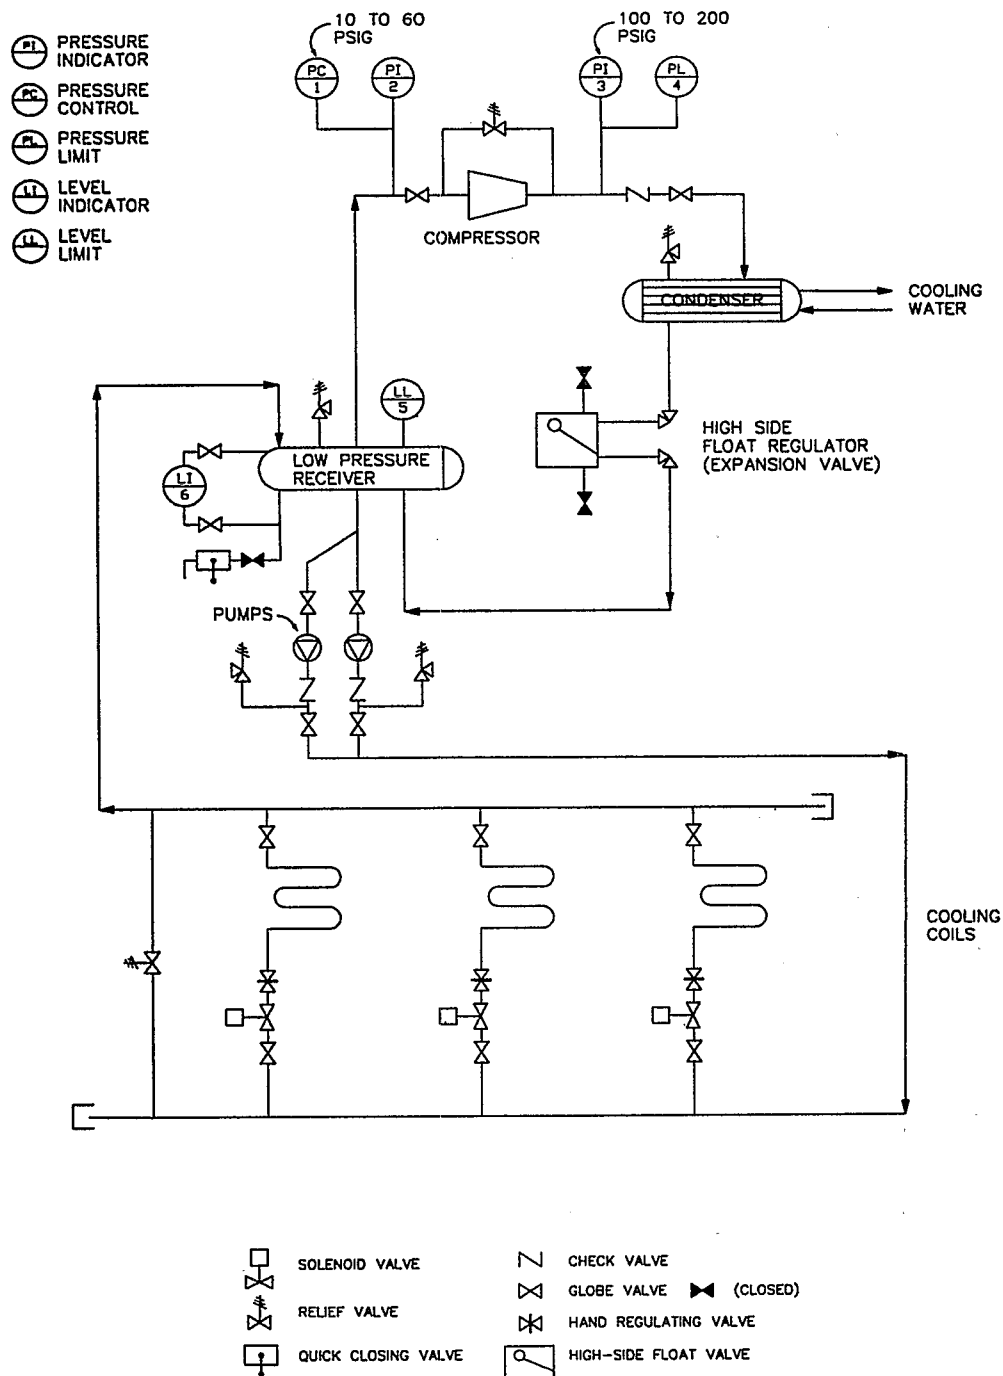 10 TO 60
PSIG
100 TO 200
PSIG
PI
PRESSURE
INDICATOR
PC
PRESSURE
CONTROL
PL
PRESSURE
LIMIT
LI
LEVEL
INDICATOR
LL
LEVEL
LIMIT
PC
1
PI
2
PI
3
PL
4
COMPRESSOR
CONDENSER
COOLING
WATER
LL
5
HIGH SIDE
FLOAT REGULATOR
(EXPANSION VALVE)
LOW PRESSURE
RECEIVER
LI
6
PUMPS
COOLING
COILS
SOLENOID VALVE
RELIEF VALVE
QUICK CLOSING VALVE
CHECK VALVE
GLOBE VALVE (CLOSED)
HAND REGULATING VALVE
HIGH-SIDE FLOAT VALVE